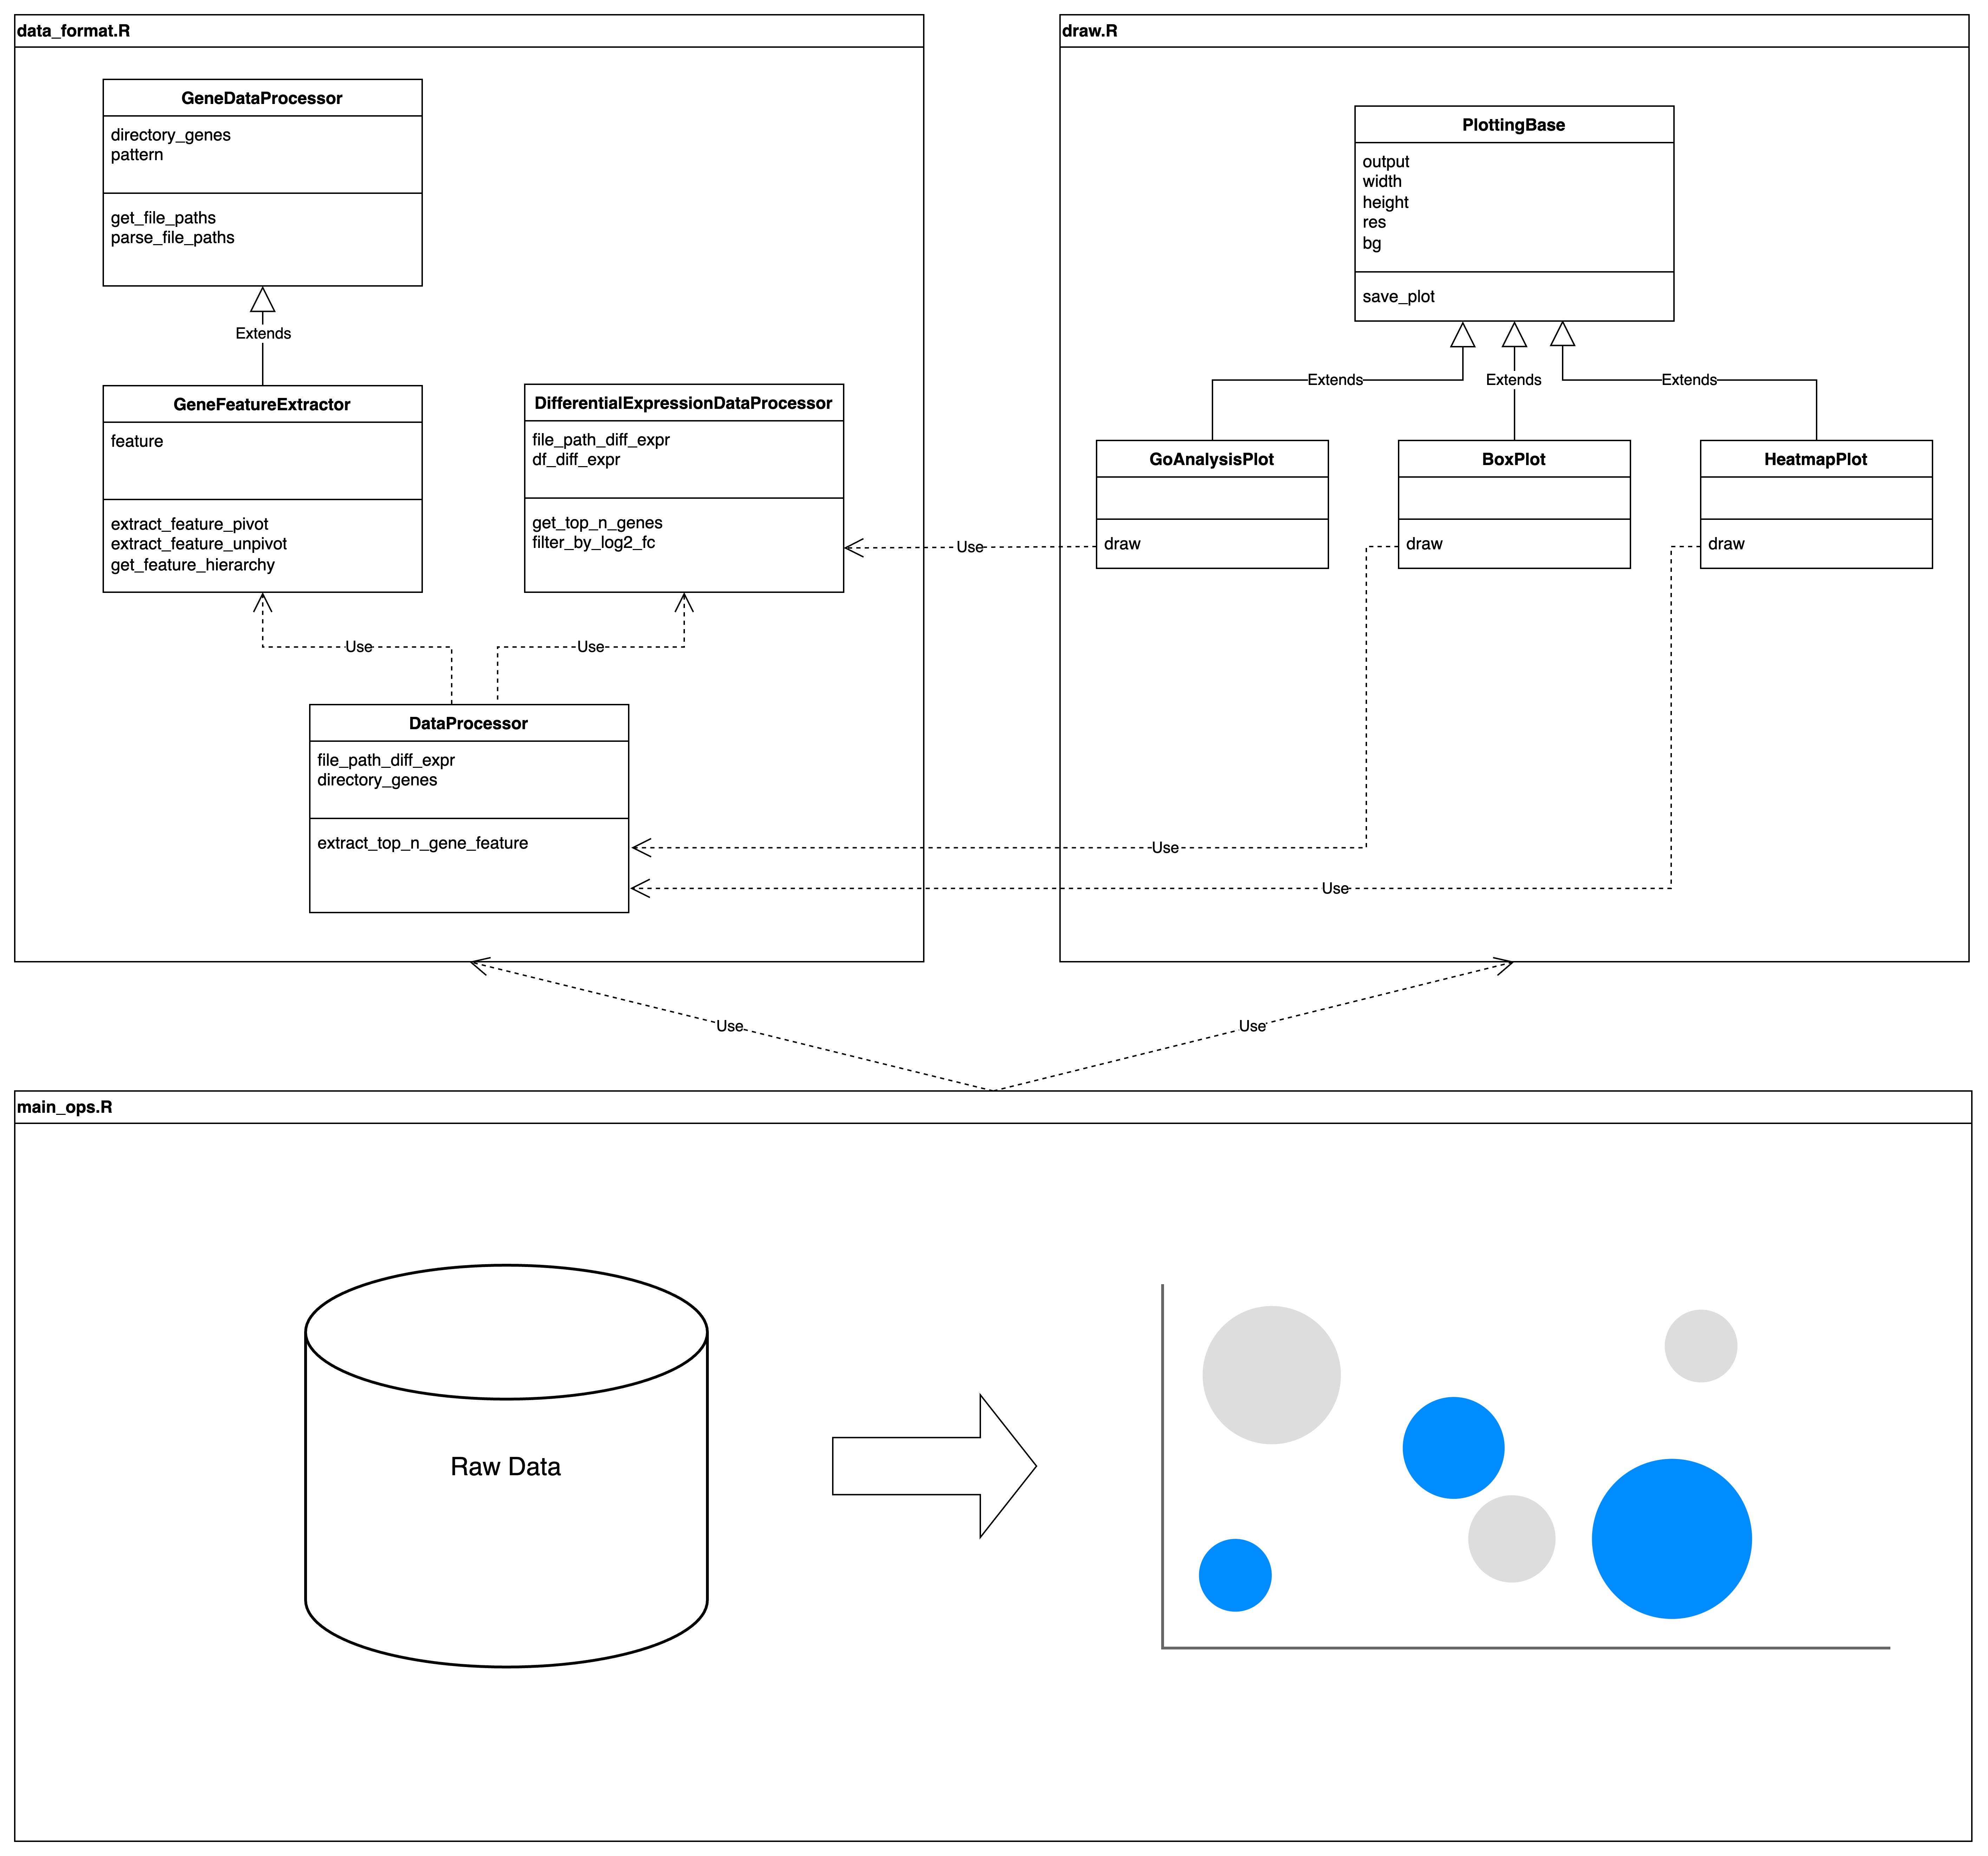 data_format.R
GeneDataProcessor
directory_genes
pattern
get_file_paths
parse_file_paths
Extends
GeneFeatureExtractor
feature
extract_feature_pivot
extract_feature_unpivot
get_feature_hierarchy
DifferentialExpressionDataProcessor
file_path_diff_expr
df_diff_expr
get_top_n_genes
filter_by_log2_fc
Use
Use
DataProcessor
file_path_diff_expr
directory_genes
extract_top_n_gene_feature
draw.R
PlottingBase
output
width
height
res
bg
save_plot
Extends
Extends
Extends
GoAnalysisPlot
draw
BoxPlot
draw
HeatmapPlot
draw
Use
Use
Use
Use
Use
main_ops.R
Raw Data